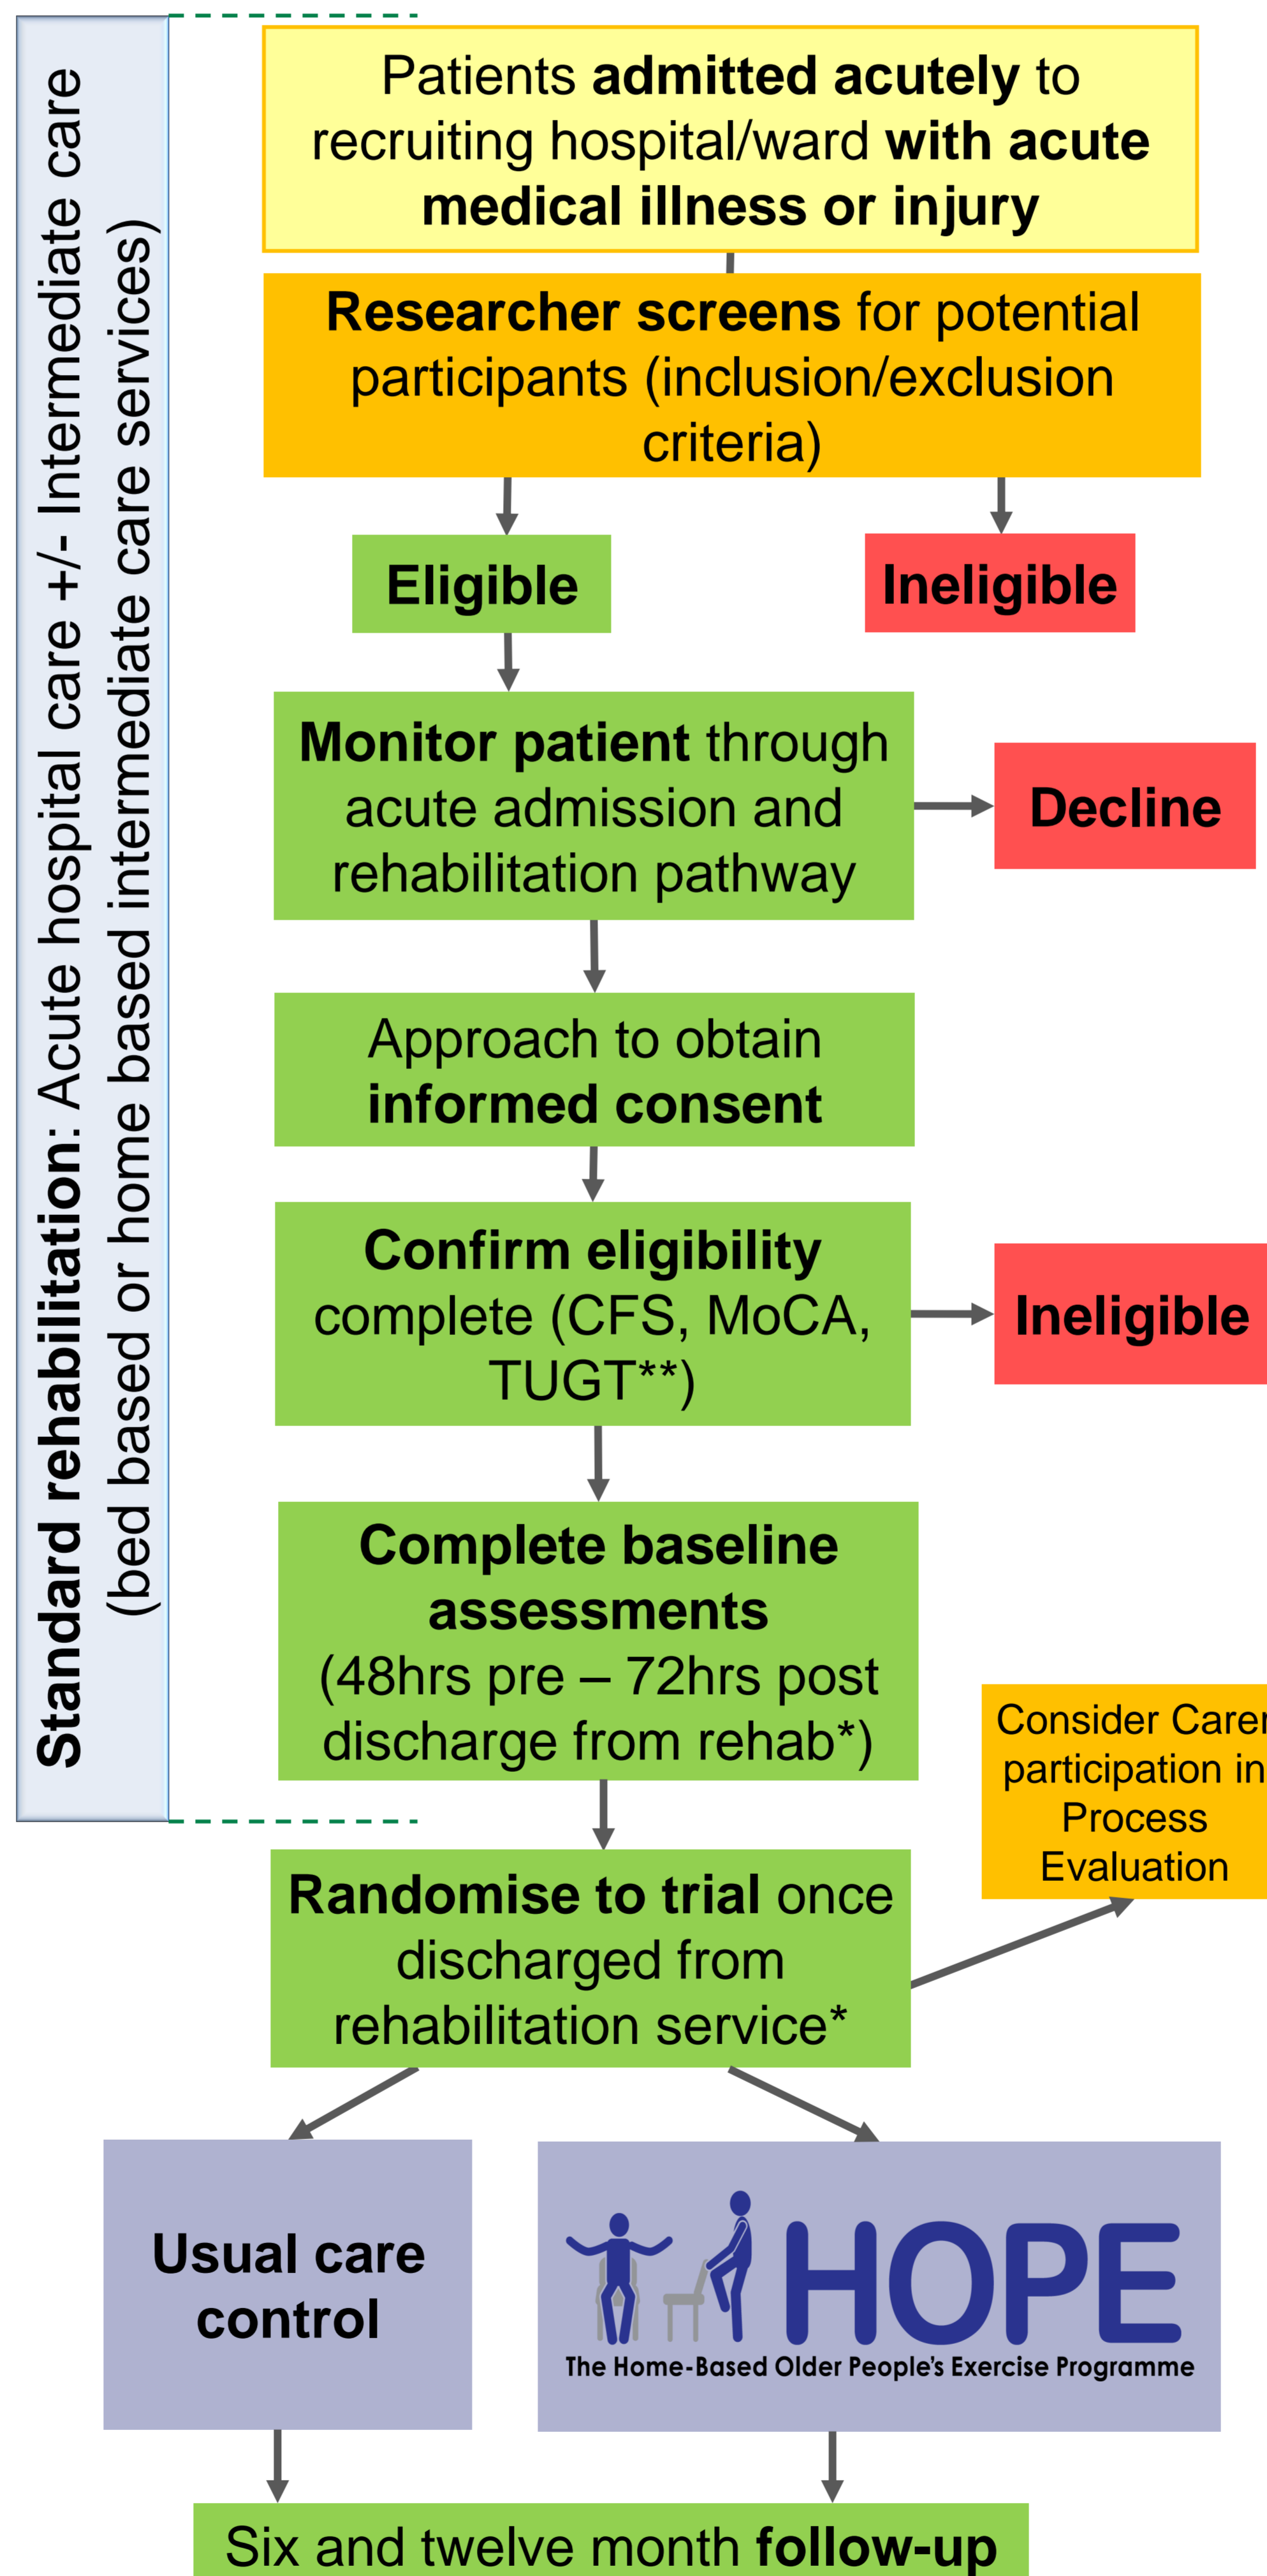 Standard rehabilitation: Acute hospital care +/- Intermediate care
(bed based or home based intermediate care services)
Patients admitted acutely to
recruiting hospital/ward with acute
medical illness or injury
Researcher screens for potential
participants (inclusion/exclusion
criteria)
Eligible
Ineligible
Monitor patient through
acute admission and
rehabilitation pathway
Decline
Approach to obtain
informed consent
Confirm eligibility
complete (CFS, MoCA,
TUGT**)
Ineligible
Complete baseline
assessments
(48hrs pre – 72hrs post
discharge from rehab*)
Consider Carer
participation in
Process
Evaluation
Randomise to trial once
discharged from
rehabilitation service*
Usual care
control
HOPE
The Home-Based Older People's Exercise Programme
Six and twelve month follow-up